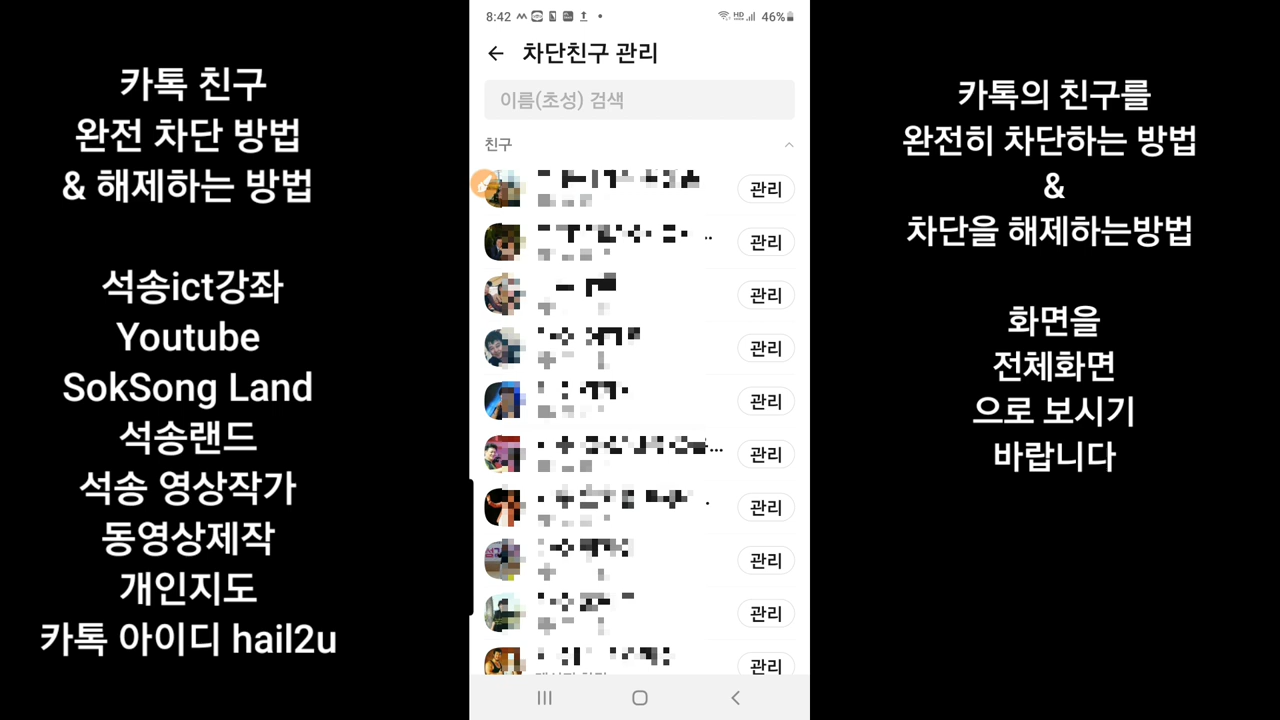 카톡 친구
완전 차단 방법
& 해제하는 방법
석송ict강좌
Youtube
SokSong Land
석송랜드
석송 영상작가
동영상제작
개인지도
카톡 아이디 hail2u
8:42
HD
46%
차단친구 관리
이름(초성) 검색
친구
관리
관리
관리
관리
관리
관리
관리
관리
관리
관리
카톡의 친구를
완전히 차단하는 방법
&
차단을 해제하는방법
화면을
전체화면
으로 보시기
바랍니다